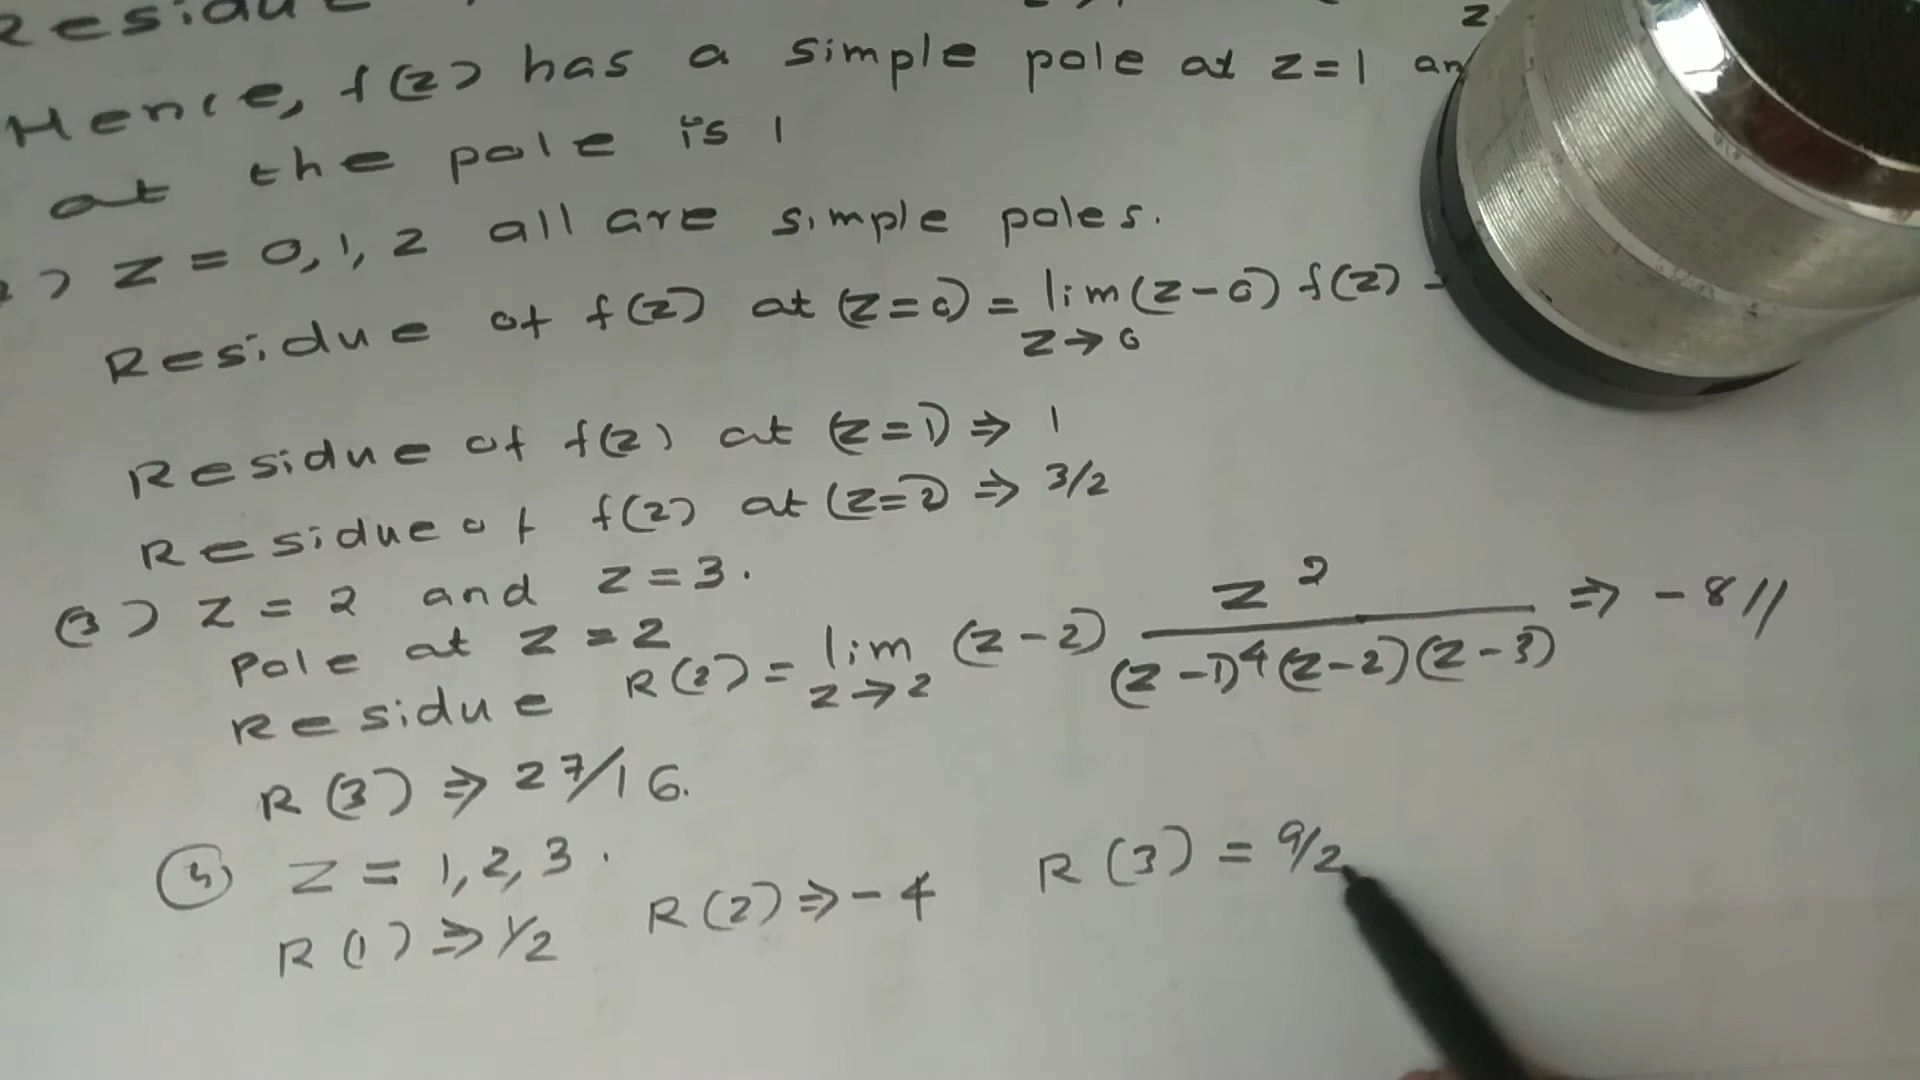 Residue
Hence, f(z) has a simple pole at z=1
at the pole is 1
z = 0,1,2 all are simple poles.
Residue of f(z) at (z=0) = lim (z-0) f(z)
z→0
Residue of f(z) at (z=1) ⇒ 1
Residue of f(z) at (z=2) ⇒ 3/2
(3) z = 2 and z=3.
Pole at z=2
Residue R(2) = lim z→2 (z-2) z²/((z-1)⁴(z-2)(z-3)) ⇒ -8//
R(3) ⇒ 27/16.
z = 1,2,3.
R(1) ⇒ 1/2 R(2) ⇒ -4 R(3) = 9/2